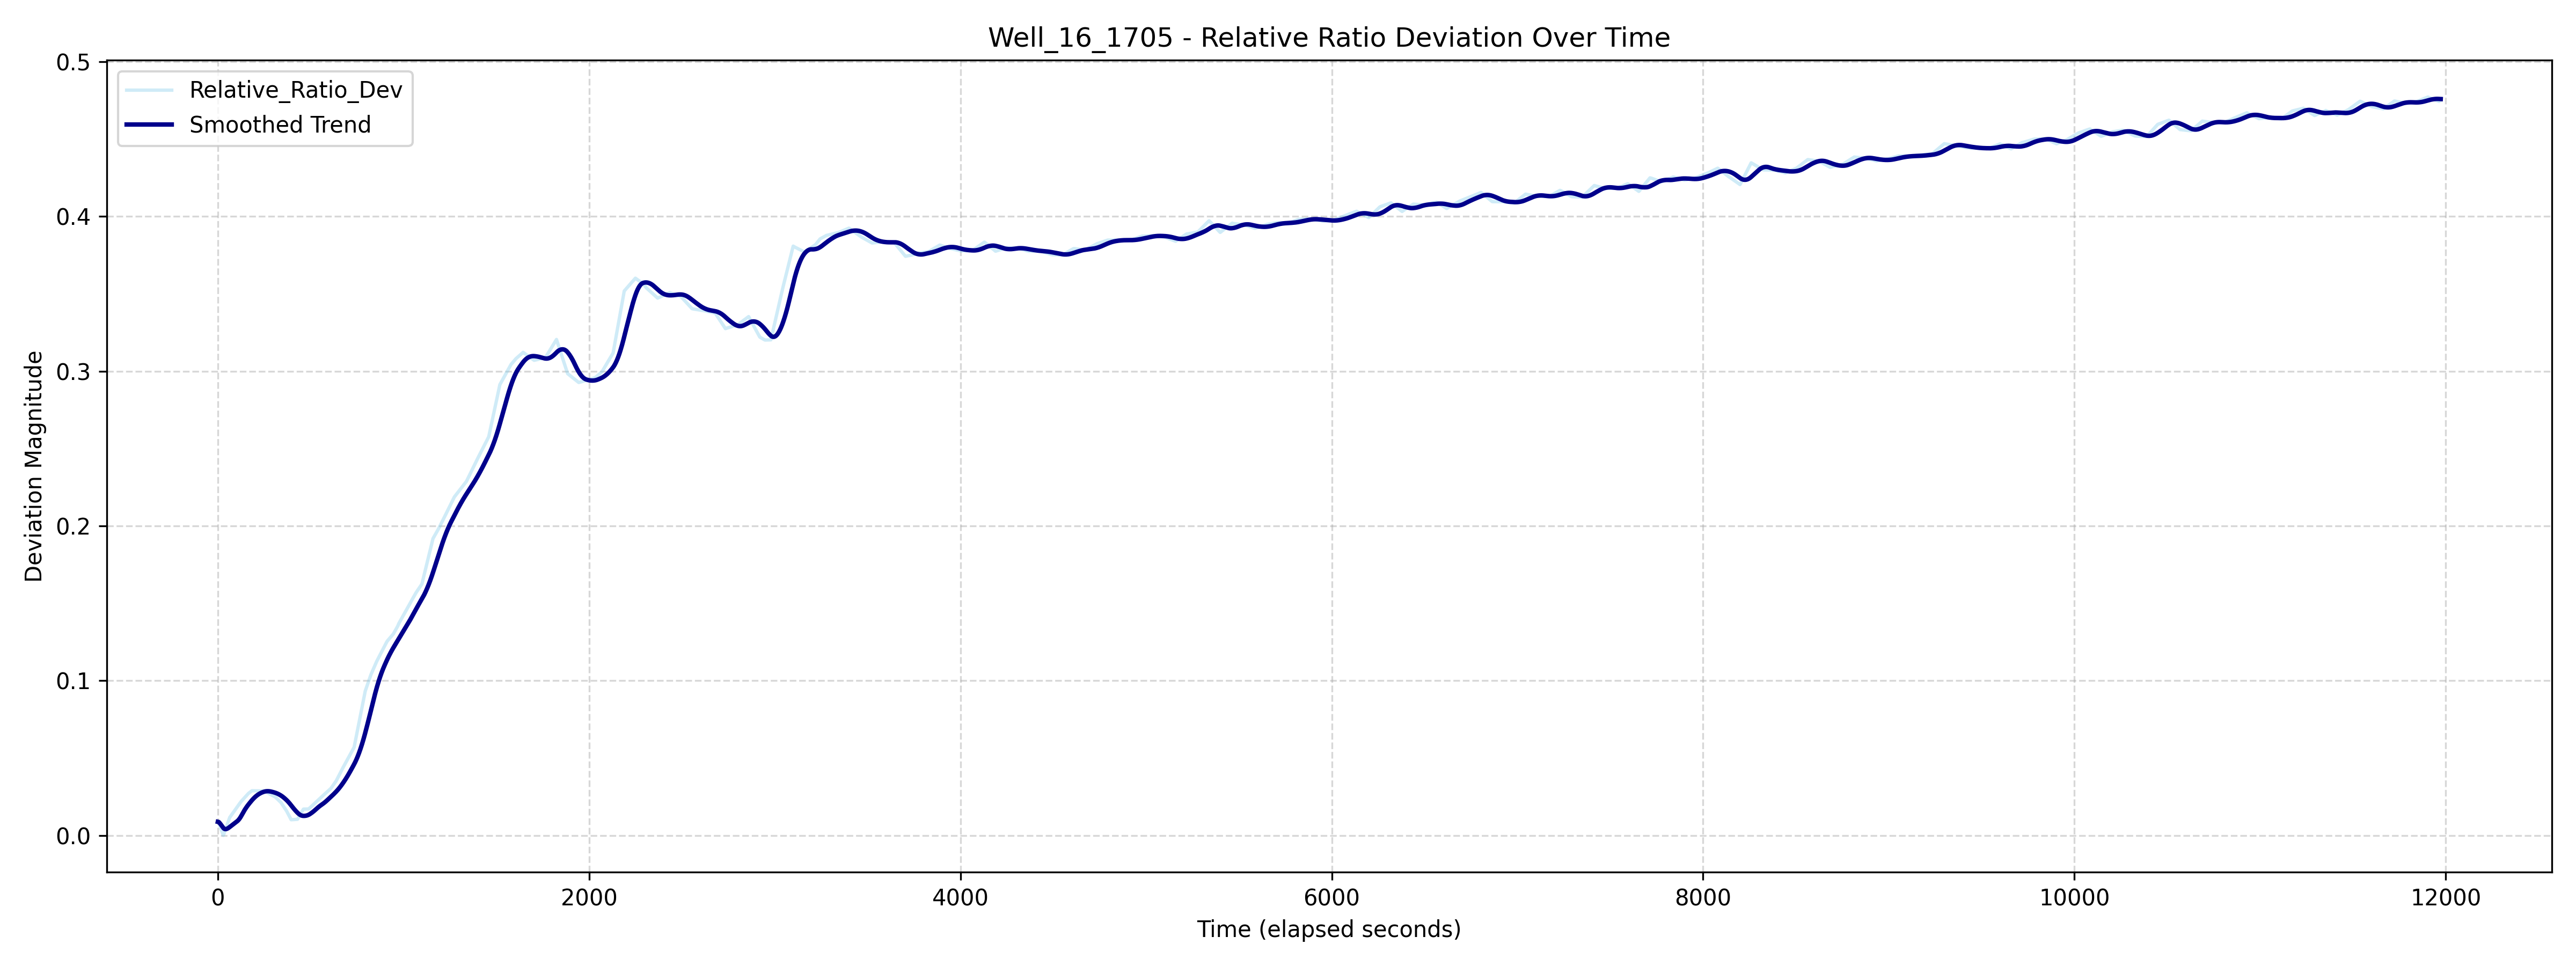 Well_16_1705 - Relative Ratio Deviation Over Time
Relative_Ratio_Dev
Smoothed Trend
Deviation Magnitude
0.5
0.4
0.3
0.2
0.1
0.0
0 2000 4000 6000 8000 10000 12000
Time (elapsed seconds)